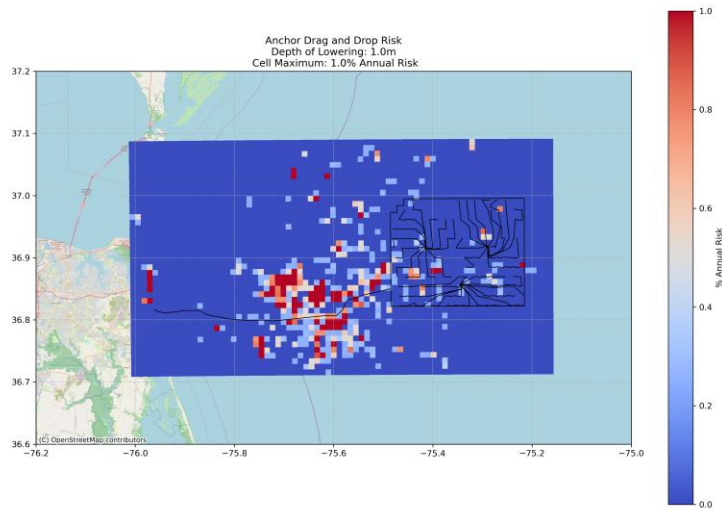 Anchor Drag and Drop Risk
Depth of Lowering: 1.0m
Cell Maximum: 1.0% Annual Risk
37.2
37.1
37.0
36.9
36.8
36.7
36.6
(C) OpenStreetMap contributors
−76.2 −76.0 −75.8 −75.6 −75.4 −75.2 −75.0
1.0
0.8
0.6
0.4
0.2
0.0
% Annual Risk